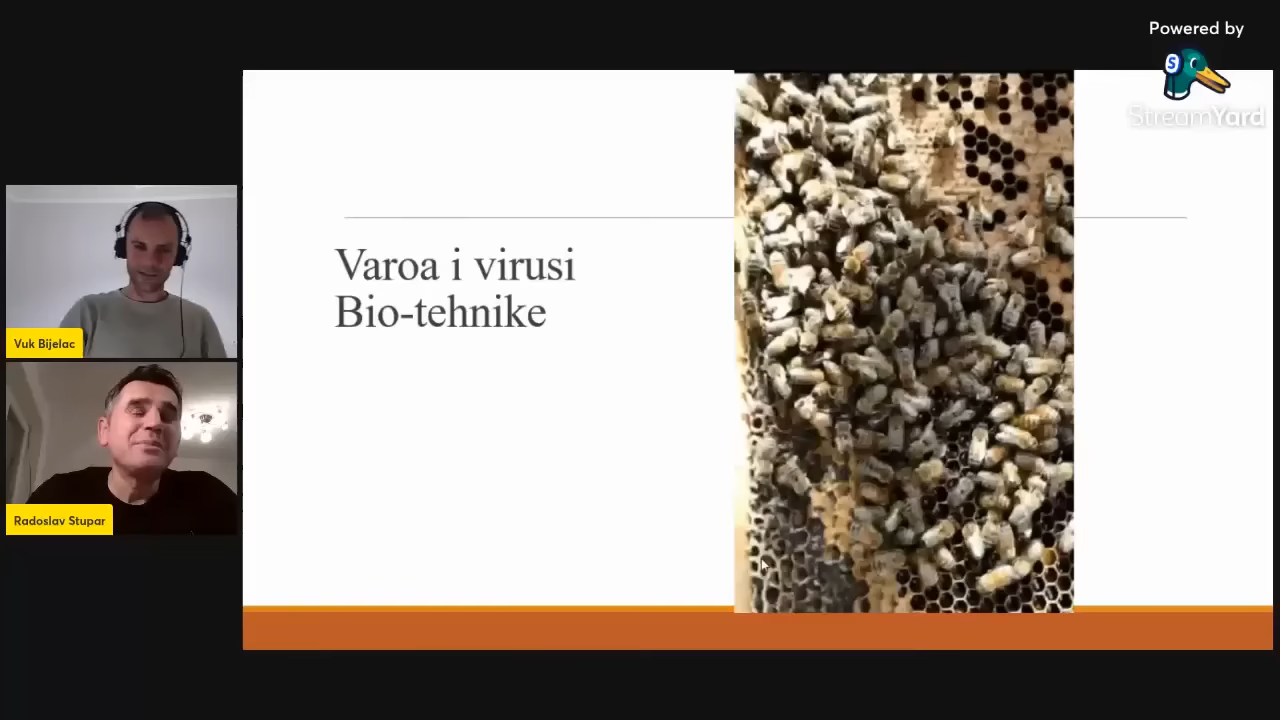 Powered by
S
StreamYard
Varoa i virusi
Bio-tehnike
Vuk Bijelac
Radoslav Stupar